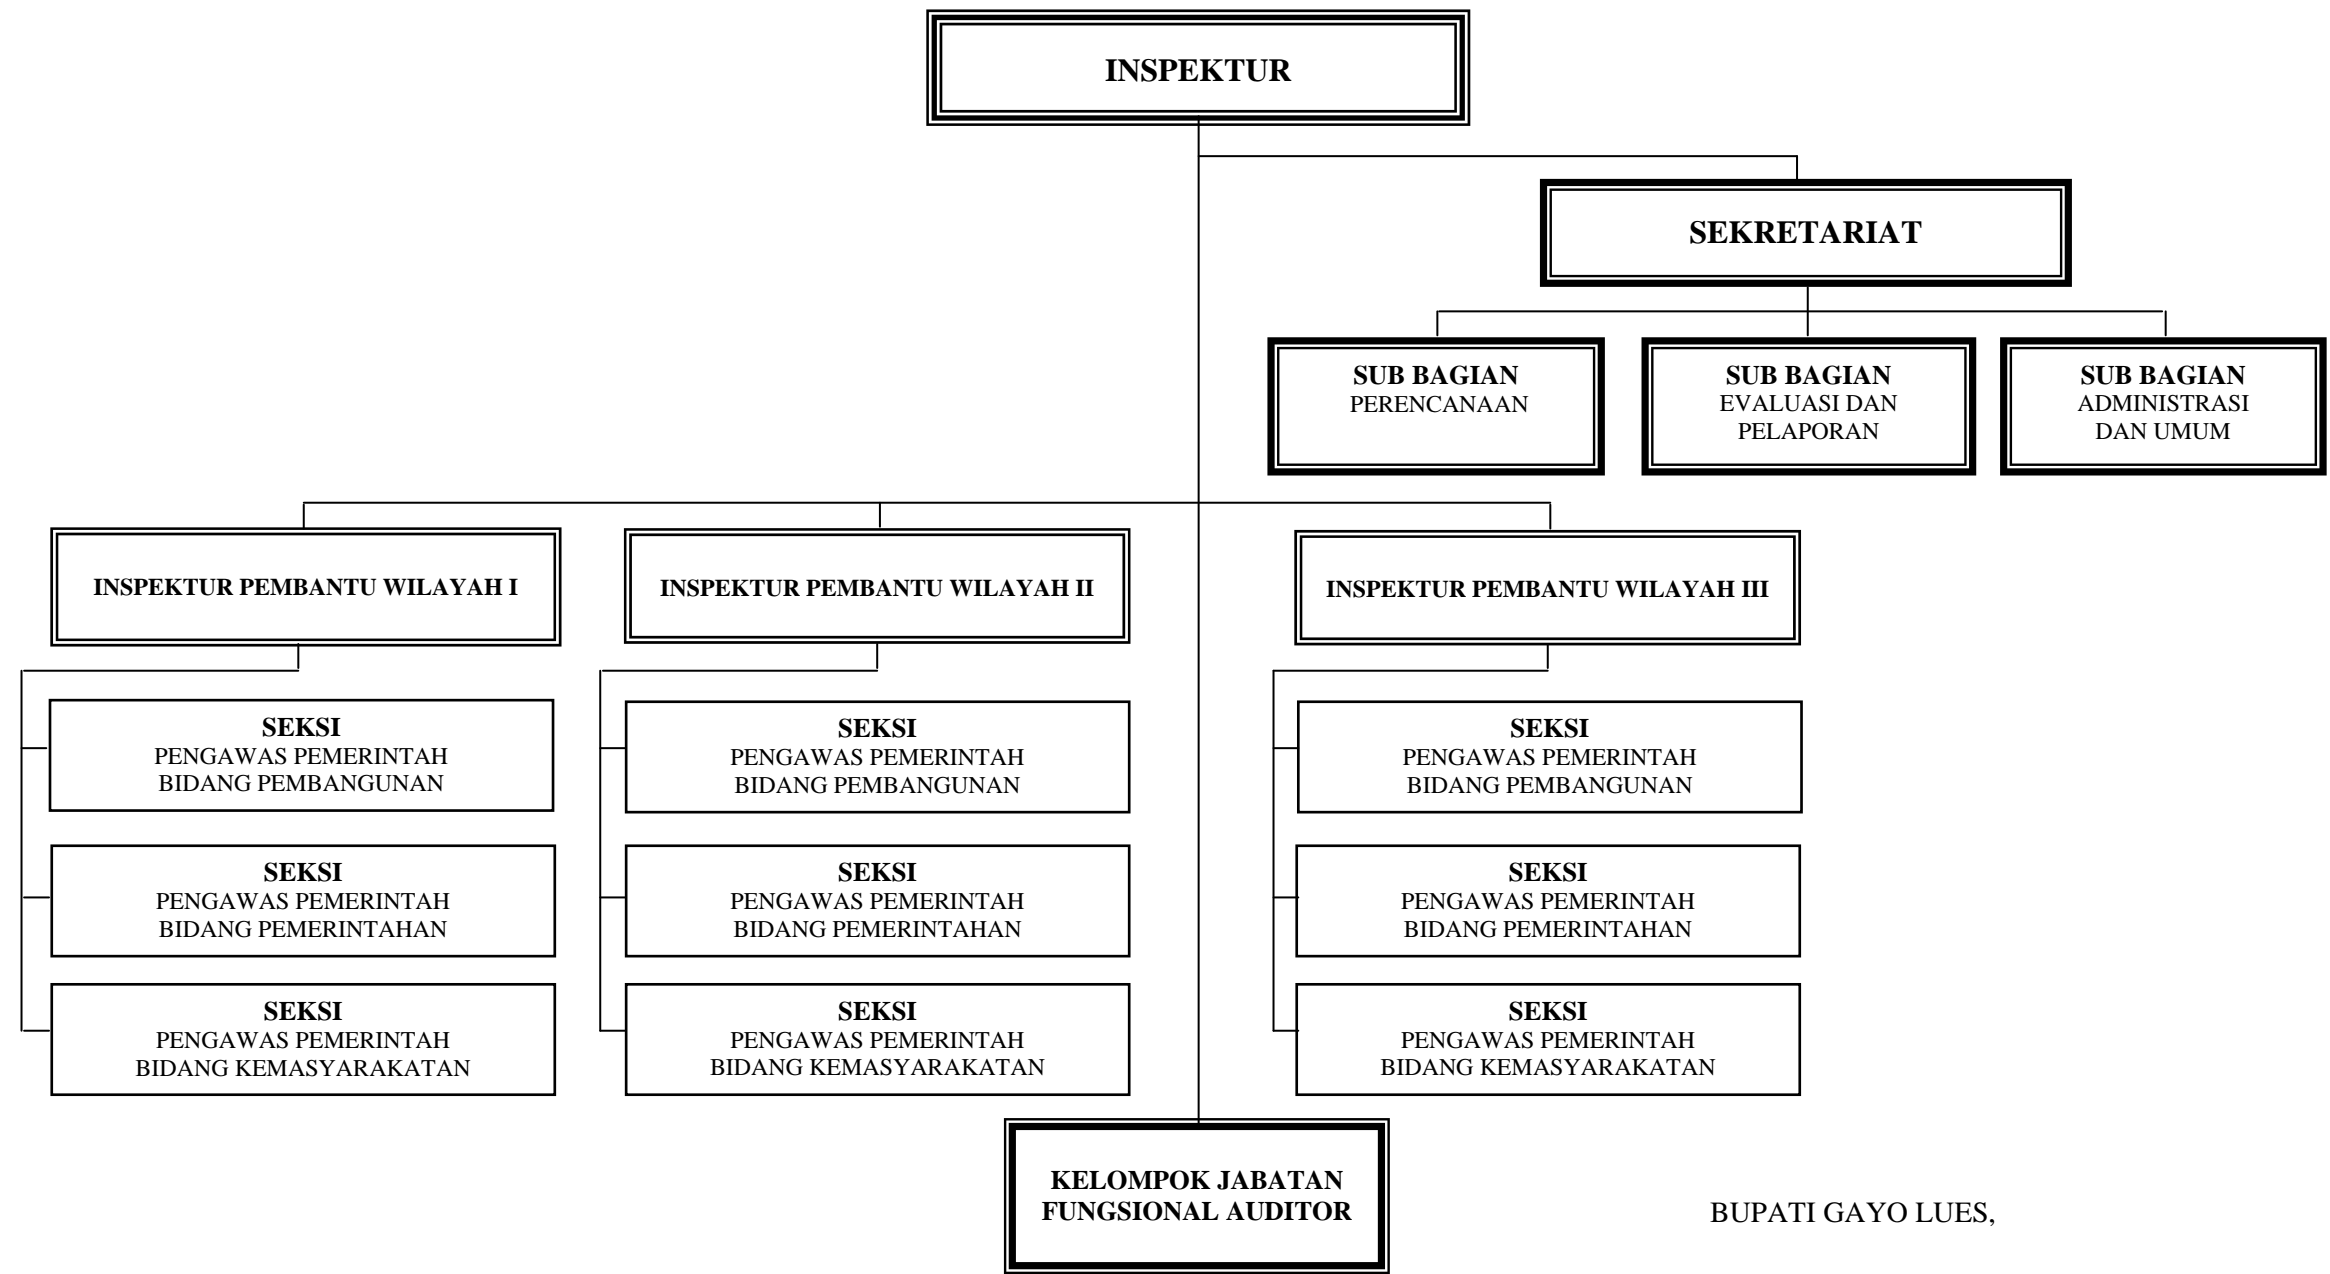 INSPEKTUR
SEKRETARIAT
SUB BAGIAN
PERENCANAAN
SUB BAGIAN
EVALUASI DAN
PELAPORAN
SUB BAGIAN
ADMINISTRASI
DAN UMUM
INSPEKTUR PEMBANTU WILAYAH I
INSPEKTUR PEMBANTU WILAYAH II
INSPEKTUR PEMBANTU WILAYAH III
SEKSI
PENGAWAS PEMERINTAH
BIDANG PEMBANGUNAN
SEKSI
PENGAWAS PEMERINTAH
BIDANG PEMBANGUNAN
SEKSI
PENGAWAS PEMERINTAH
BIDANG PEMBANGUNAN
SEKSI
PENGAWAS PEMERINTAH
BIDANG PEMERINTAHAN
SEKSI
PENGAWAS PEMERINTAH
BIDANG PEMERINTAHAN
SEKSI
PENGAWAS PEMERINTAH
BIDANG PEMERINTAHAN
SEKSI
PENGAWAS PEMERINTAH
BIDANG KEMASYARAKATAN
SEKSI
PENGAWAS PEMERINTAH
BIDANG KEMASYARAKATAN
SEKSI
PENGAWAS PEMERINTAH
BIDANG KEMASYARAKATAN
KELOMPOK JABATAN
FUNGSIONAL AUDITOR
BUPATI GAYO LUES,